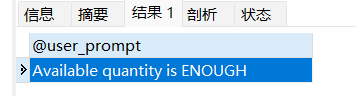 信息 摘要 结果 1 剖析 状态
@user_prompt
Available quantity is ENOUGH